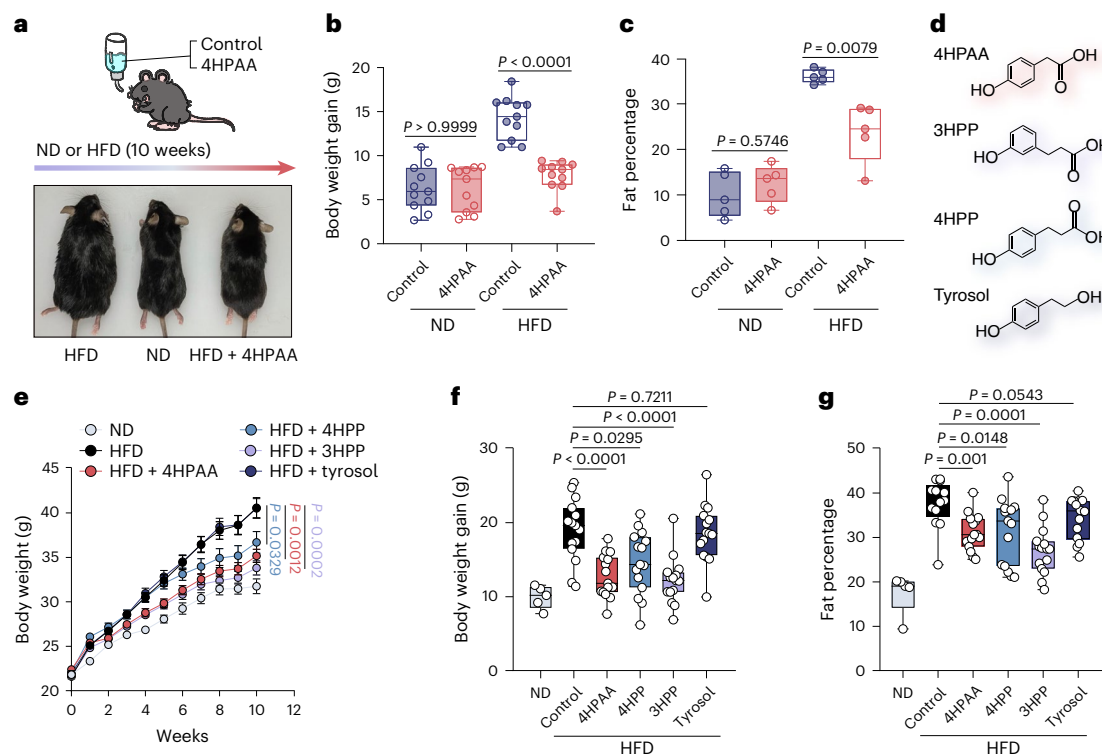 a
Control
4HPAA
ND or HFD (10 weeks)
HFD ND HFD + 4HPAA
b
Body weight gain (g)
20
15
10
5
0
P > 0.9999
P < 0.0001
Control 4HPAA Control 4HPAA
ND HFD
c
Fat percentage
40
30
20
10
0
P = 0.5746
P = 0.0079
Control 4HPAA Control 4HPAA
ND HFD
d
4HPAA
O
OH
HO
3HPP
HO
OH
O
4HPP
O
HO
OH
Tyrosol
OH
HO
e
ND
HFD
HFD + 4HPAA
HFD + 4HPP
HFD + 3HPP
HFD + tyrosol
Body weight (g)
45
40
35
30
25
20
P = 0.0329
P = 0.0012
P = 0.0002
0 2 4 6 8 10 12
Weeks
f
P = 0.7211
P < 0.0001
P = 0.0295
P < 0.0001
Body weight gain (g)
30
20
10
0
ND Control 4HPAA 4HPP 3HPP Tyrosol
HFD
g
P = 0.0543
P = 0.0001
P = 0.0148
P = 0.001
Fat percentage
50
40
30
20
10
0
ND Control 4HPAA 4HPP 3HPP Tyrosol
HFD